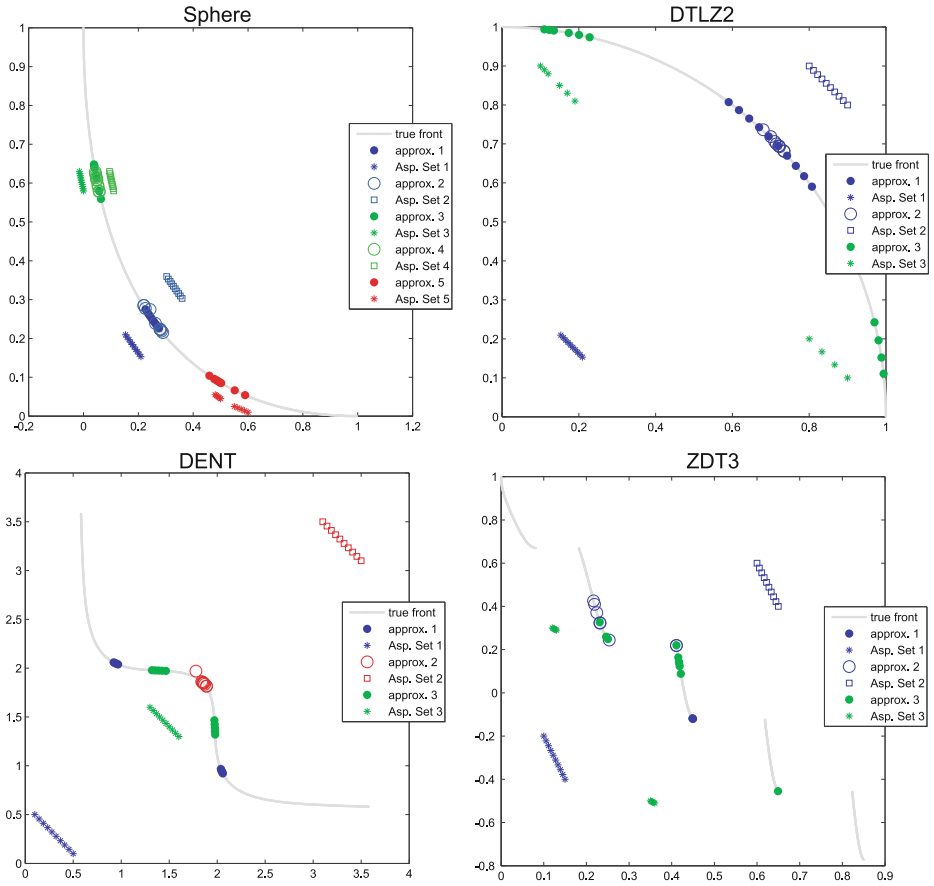 Sphere
1
0.9
0.8
0.7
0.6
0.5
0.4
0.3
0.2
0.1
0
-0.2
0
0.2
0.4
0.6
0.8
1
1.2
true front
approx. 1
Asp. Set 1
approx. 2
Asp. Set 2
approx. 3
Asp. Set 3
approx. 4
Asp. Set 4
approx. 5
Asp. Set 5
DTLZ2
1
0.9
0.8
0.7
0.6
0.5
0.4
0.3
0.2
0.1
0
0
0.2
0.4
0.6
0.8
1
true front
approx. 1
Asp. Set 1
approx. 2
Asp. Set 2
approx. 3
Asp. Set 3
DENT
4
3.5
3
2.5
2
1.5
1
0.5
0
0
0.5
1
1.5
2
2.5
3
3.5
4
true front
approx. 1
Asp. Set 1
approx. 2
Asp. Set 2
approx. 3
Asp. Set 3
ZDT3
1
0.8
0.6
0.4
0.2
0
-0.2
-0.4
-0.6
-0.8
0
0.1
0.2
0.3
0.4
0.5
0.6
0.7
0.8
0.9
true front
approx. 1
Asp. Set 1
approx. 2
Asp. Set 2
approx. 3
Asp. Set 3